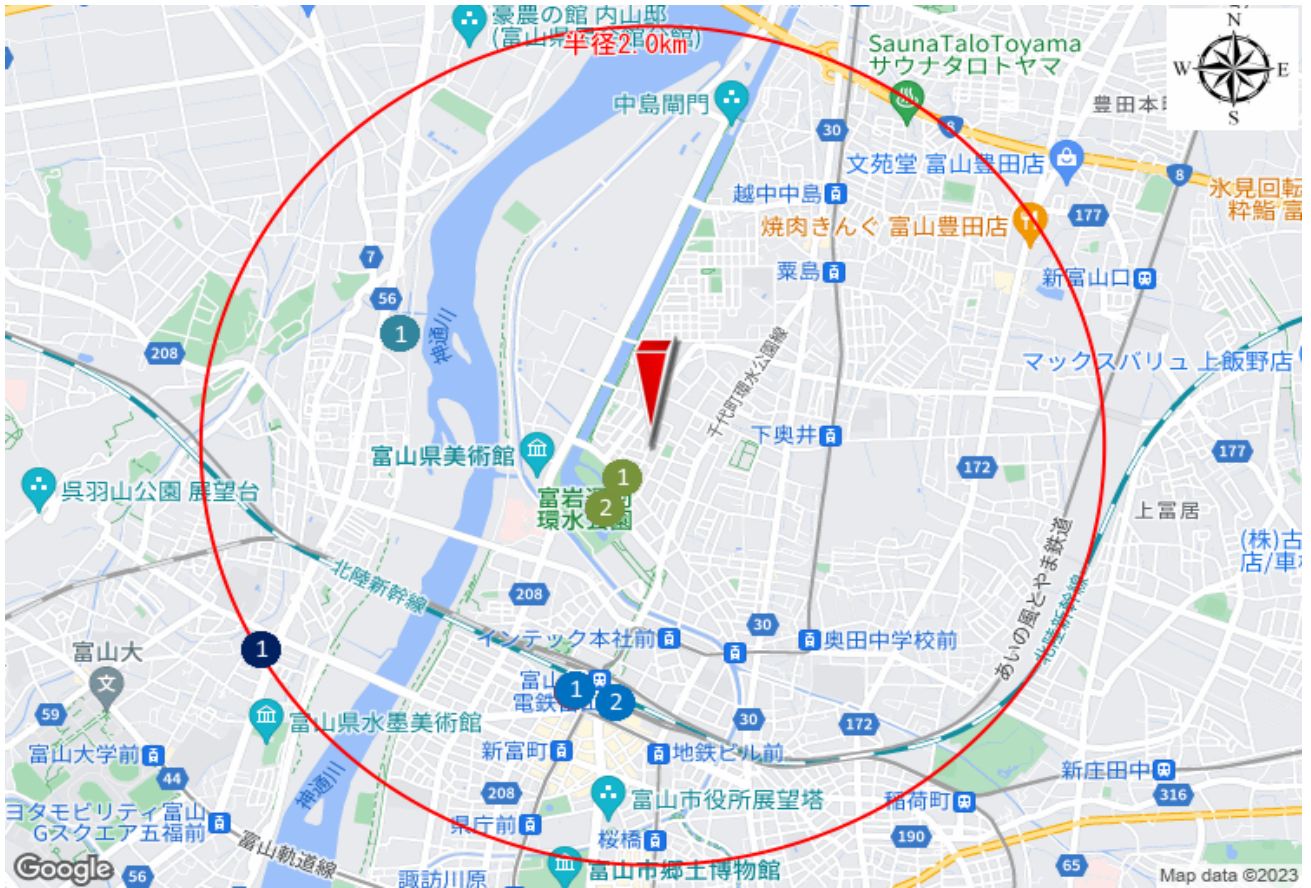 豪農の館 内山邸
半径2.0km
N
W
E
S
SaunaTaloToyama
サウナタロトヤマ
中島閘門
30
8
豊田本
文苑堂 富山豊田店
8
越中中島
177
氷見回転
粋鮨 富
焼肉きんぐ 富山豊田店
7
粟島
新富山口
56
1
神通川
208
千代町環水公園線
マックスバリュ 上飯野店
下奥井
富山県美術館
177
172
呉羽山公園 展望台
1
2
富岩運河
環水公園
上冨居
(株)古
店/車
あいの風とやま鉄道
北陸新幹線
北陸新幹線
208
30
インテック本社前
奥田中学校前
1
富山大
文
富山
電鉄富山
1
2
59
富山県水墨美術館
30
172
富山大学前
新富町
地鉄ビル前
44
神通川
新庄田中
208
富山市役所展望塔
稲荷町
316
ヨタモビリティ富山
Gスクエア五福前
県庁前
桜橋
190
富山軌道線
Google
56
諏訪川原
富山市郷土博物館
65
Map data ©2023